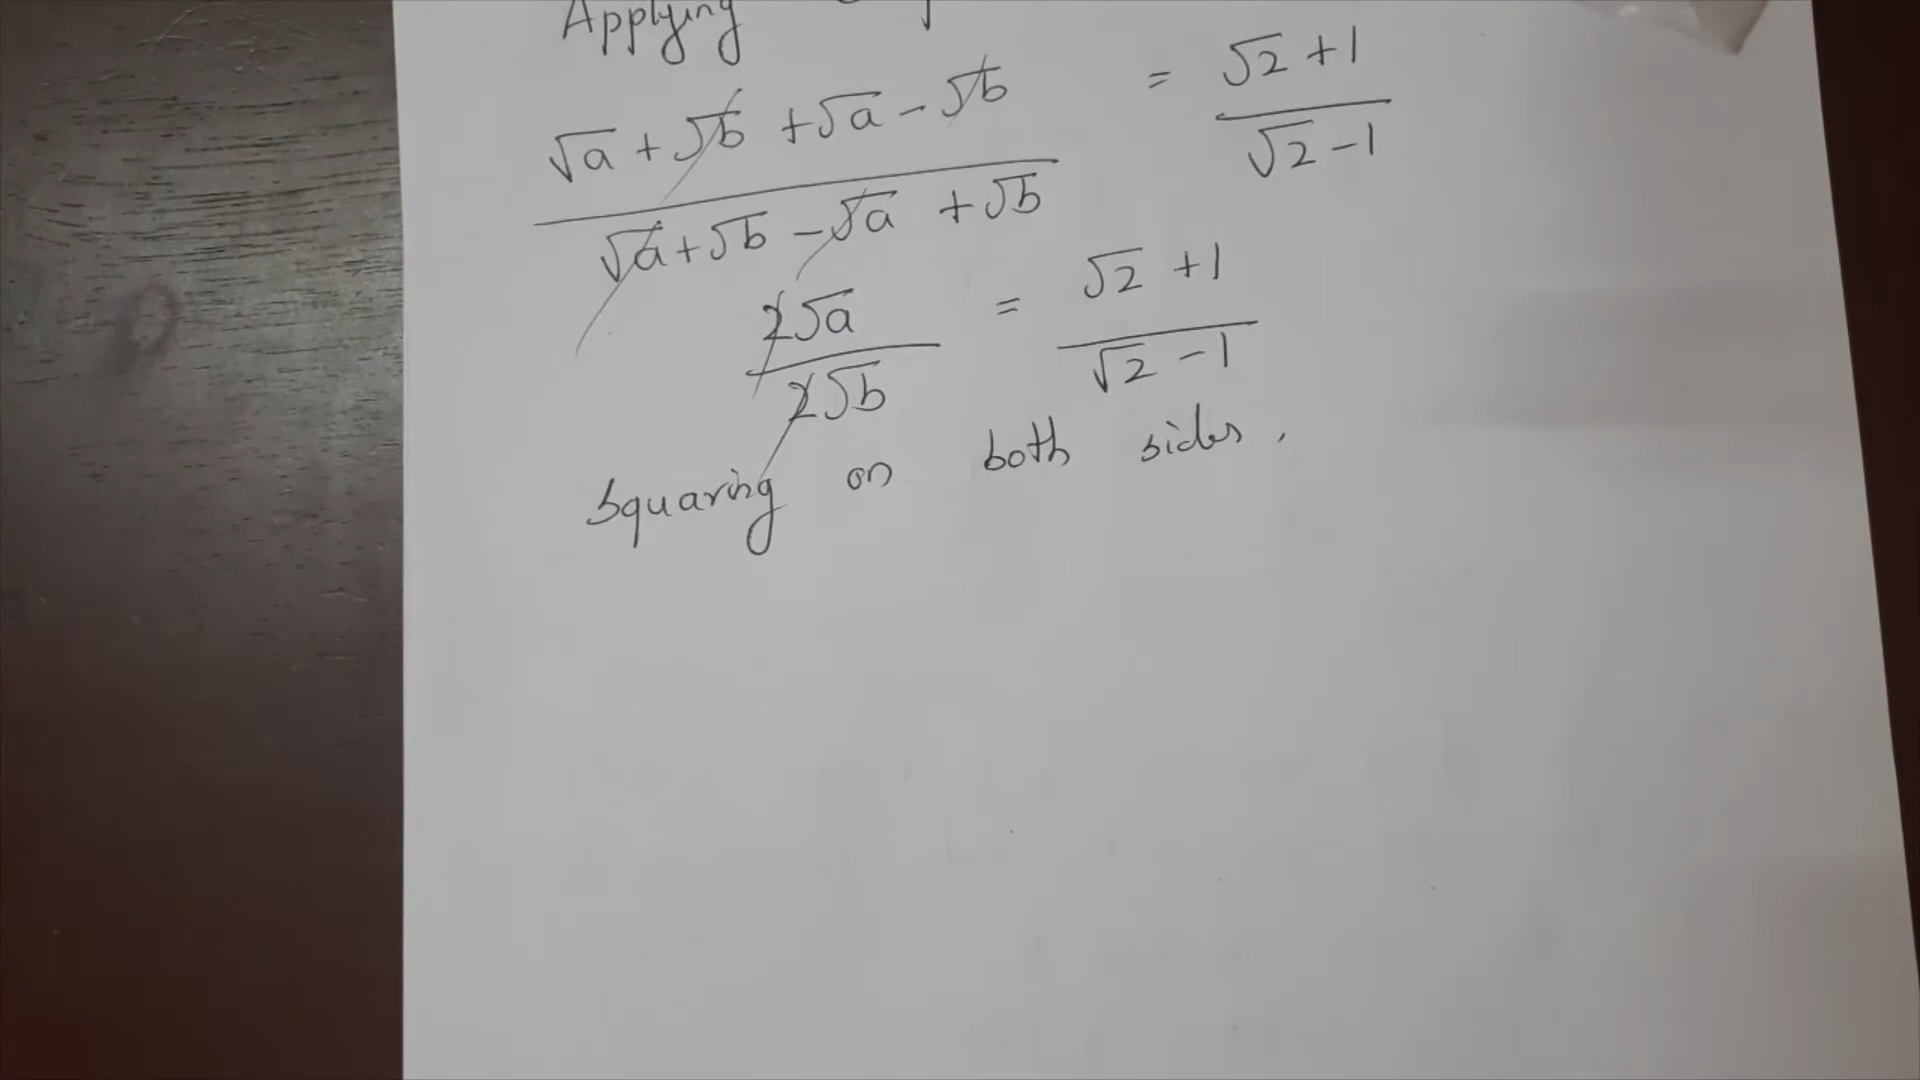 Applying
√a + √b + √a - √b = √2 + 1
√a + √b - √a + √b √2 - 1
2√a = √2 + 1
2√b √2 - 1
Squaring on both sides,